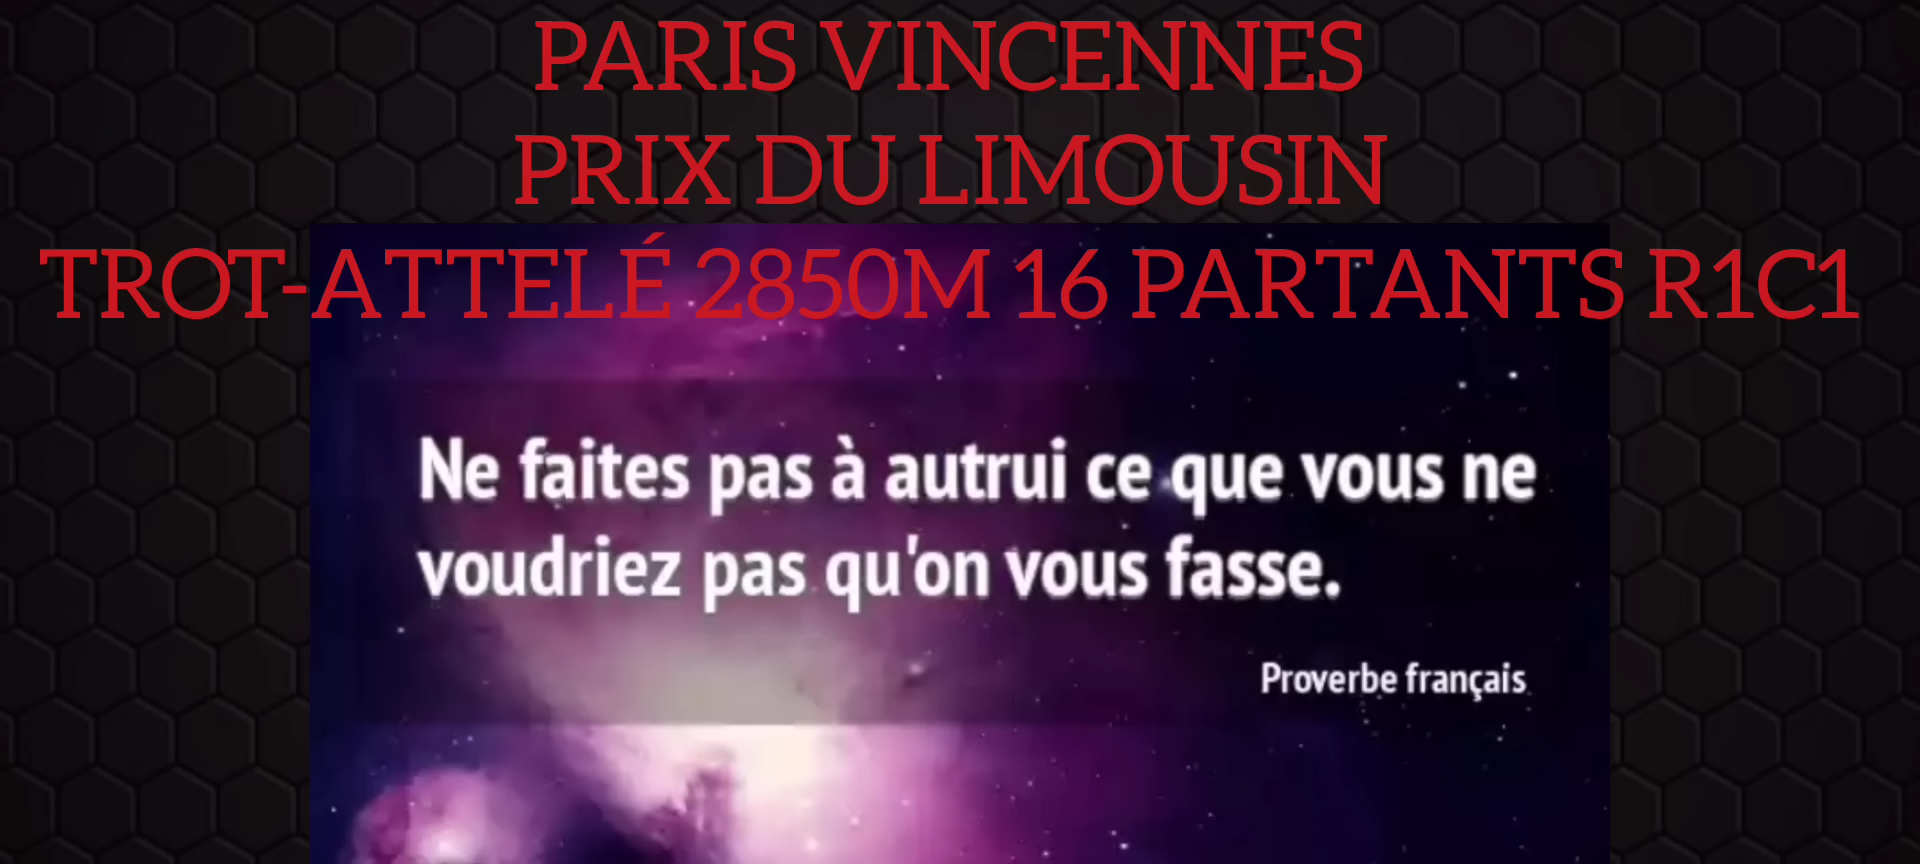 PARIS VINCENNES
PRIX DU LIMOUSIN
TROT-ATTELÉ 2850M 16 PARTANTS R1C1
Ne faites pas à autrui ce que vous ne
voudriez pas qu'on vous fasse.
Proverbe français